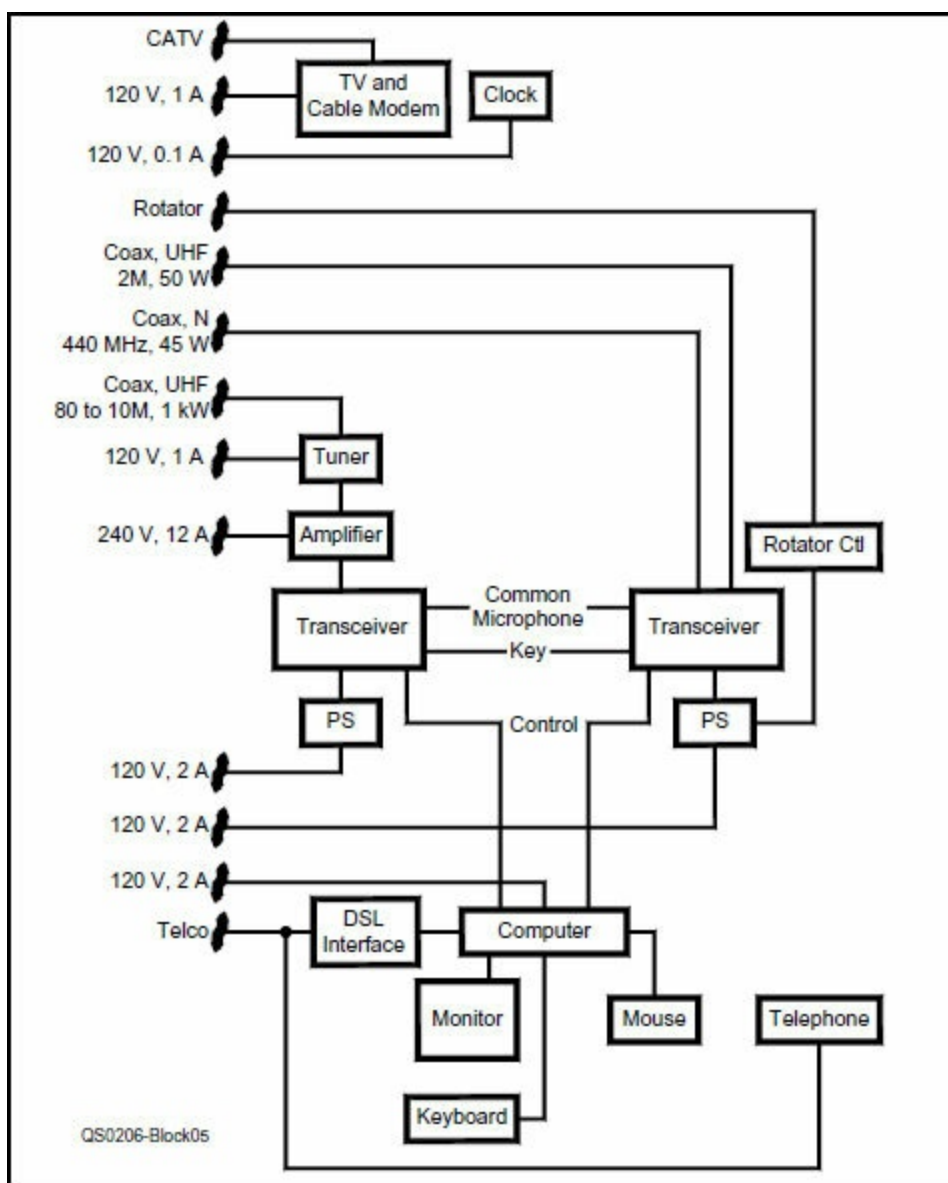 CATV
TV and
Cable Modem
Clock
120 V, 1 A
120 V, 0.1 A
Rotator
Coax, UHF
2M, 50 W
Coax, N
440 MHz, 45 W
Coax, UHF
80 to 10M, 1 kW
120 V, 1 A
Tuner
240 V, 12 A
Amplifier
Rotator Ctl
Transceiver
Common
Microphone
Key
Transceiver
PS
Control
PS
120 V, 2 A
120 V, 2 A
120 V, 2 A
Telco
DSL
Interface
Computer
Monitor
Mouse
Telephone
Keyboard
QS0206-Block05